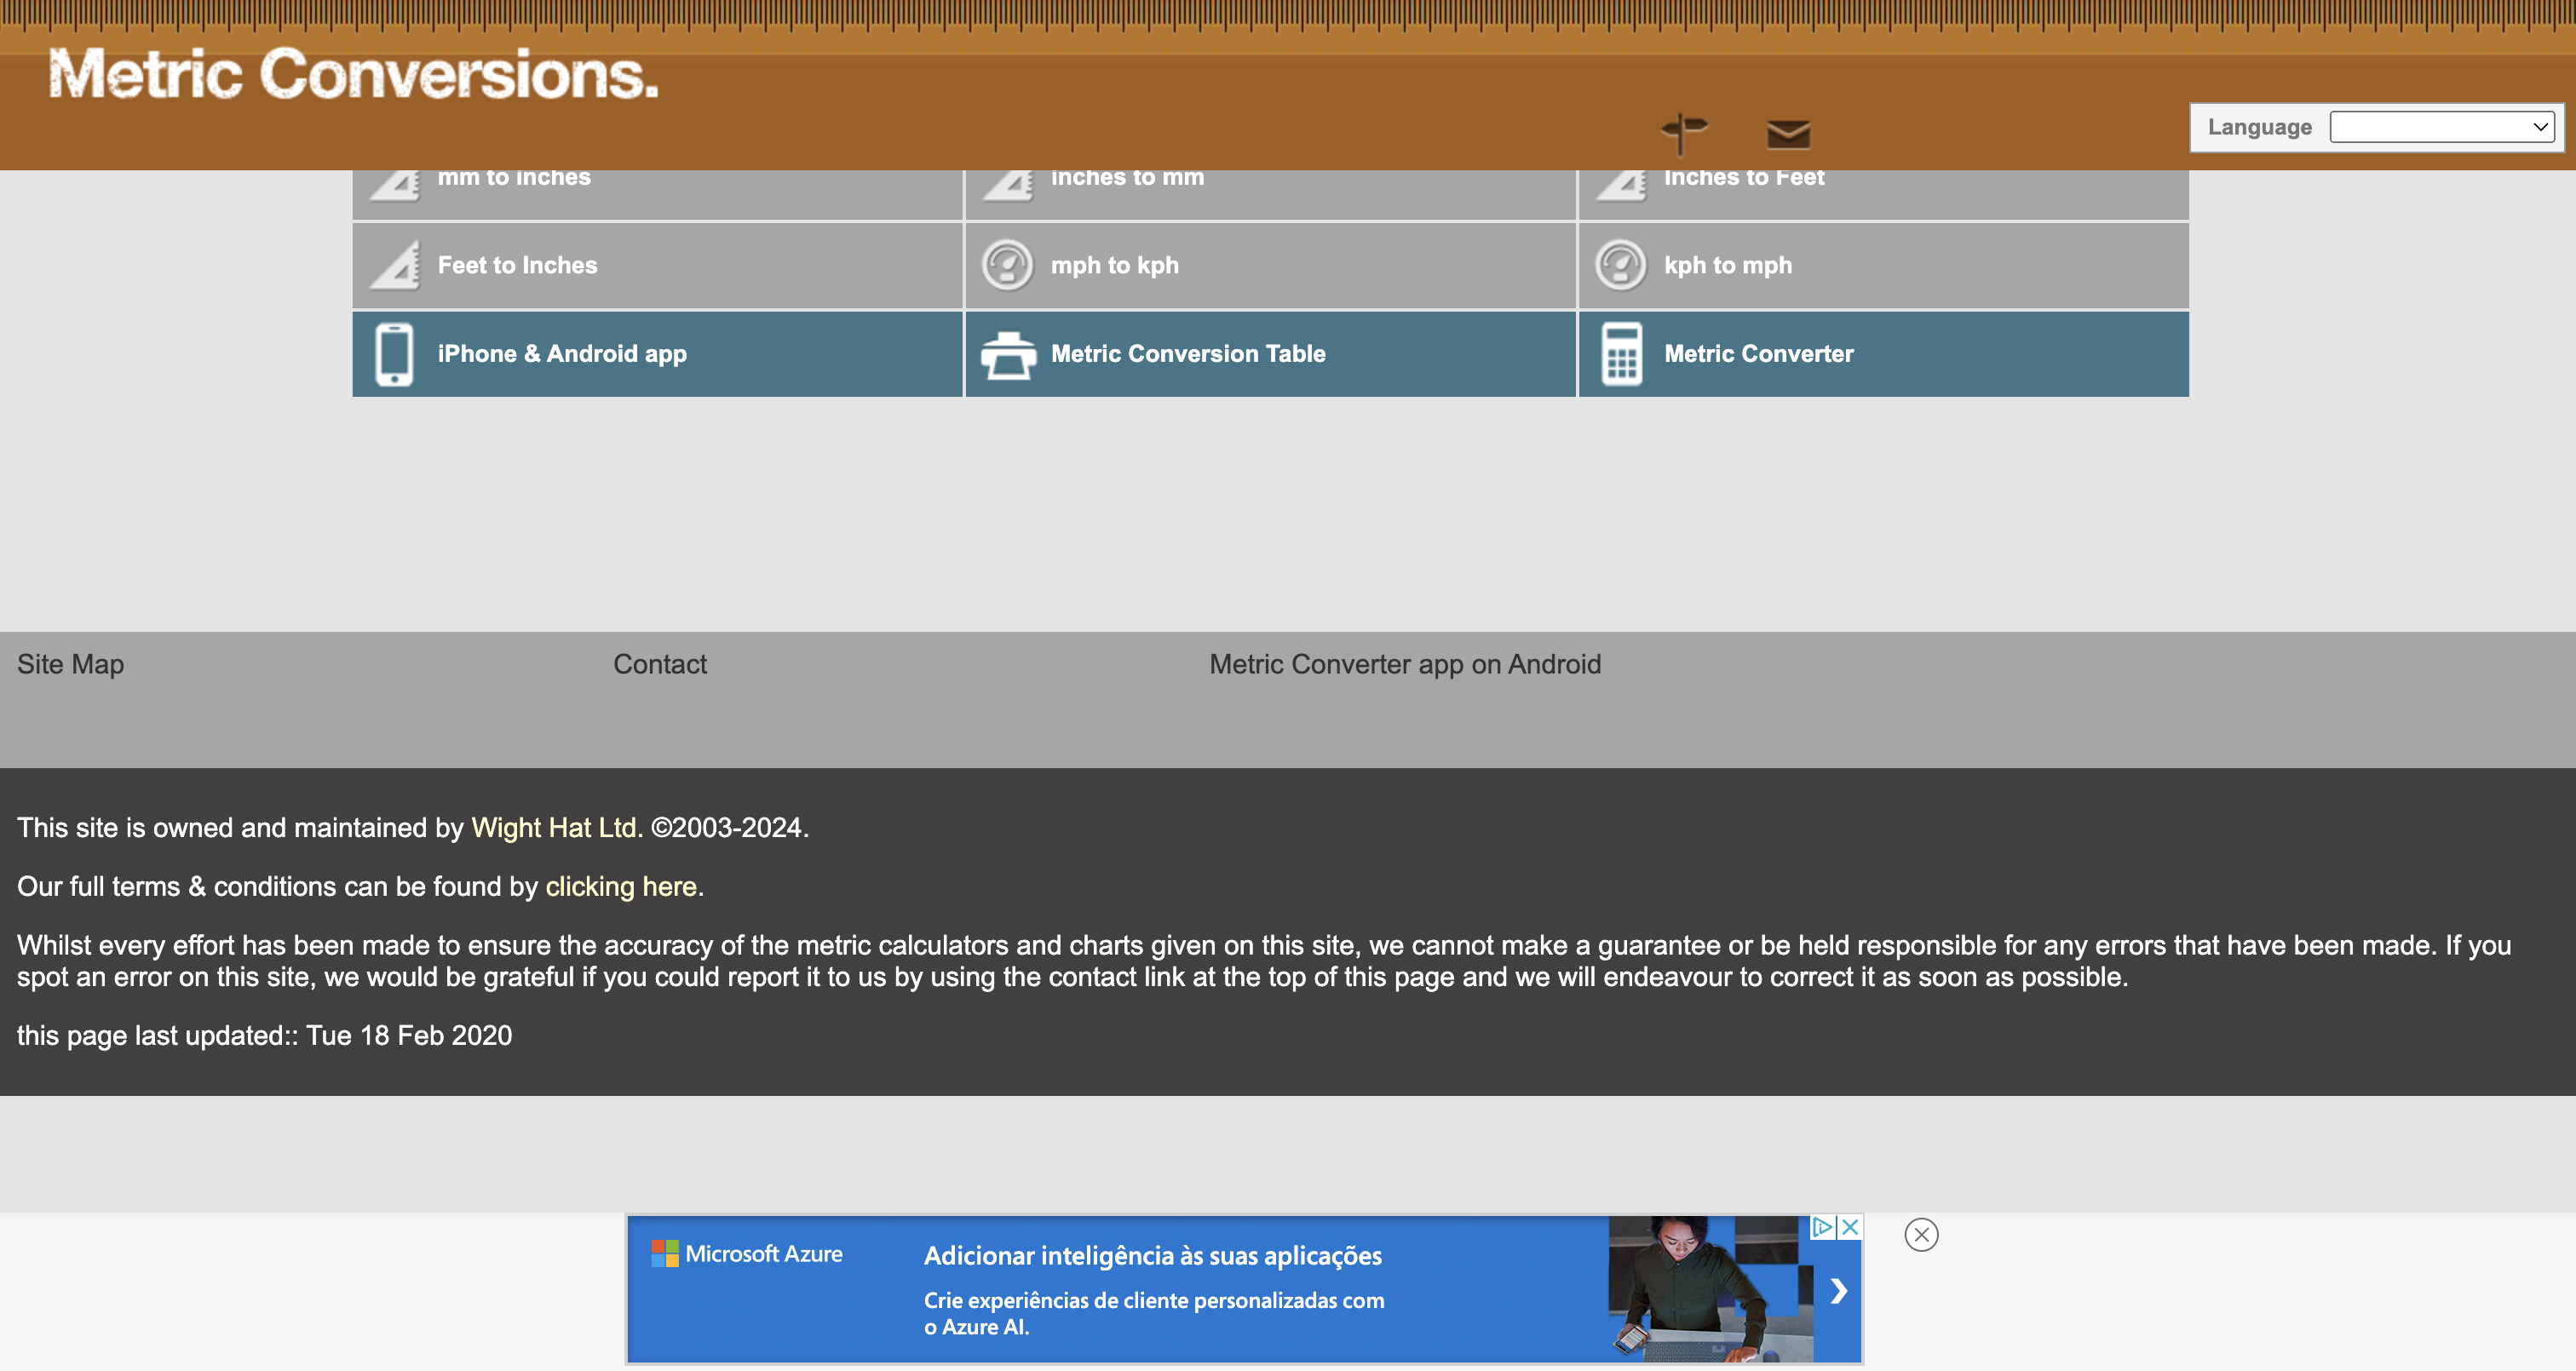 Metric Conversions.
Language
mm to inches
inches to mm
Inches to Feet
Feet to Inches
mph to kph
kph to mph
iPhone & Android app
Metric Conversion Table
Metric Converter
Site Map
Contact
Metric Converter app on Android
This site is owned and maintained by Wight Hat Ltd. ©2003-2024.
Our full terms & conditions can be found by clicking here.
Whilst every effort has been made to ensure the accuracy of the metric calculators and charts given on this site, we cannot make a guarantee or be held responsible for any errors that have been made. If you
spot an error on this site, we would be grateful if you could report it to us by using the contact link at the top of this page and we will endeavour to correct it as soon as possible.
this page last updated:: Tue 18 Feb 2020
Microsoft Azure
Adicionar inteligência às suas aplicações
Crie experiências de cliente personalizadas com
o Azure AI.